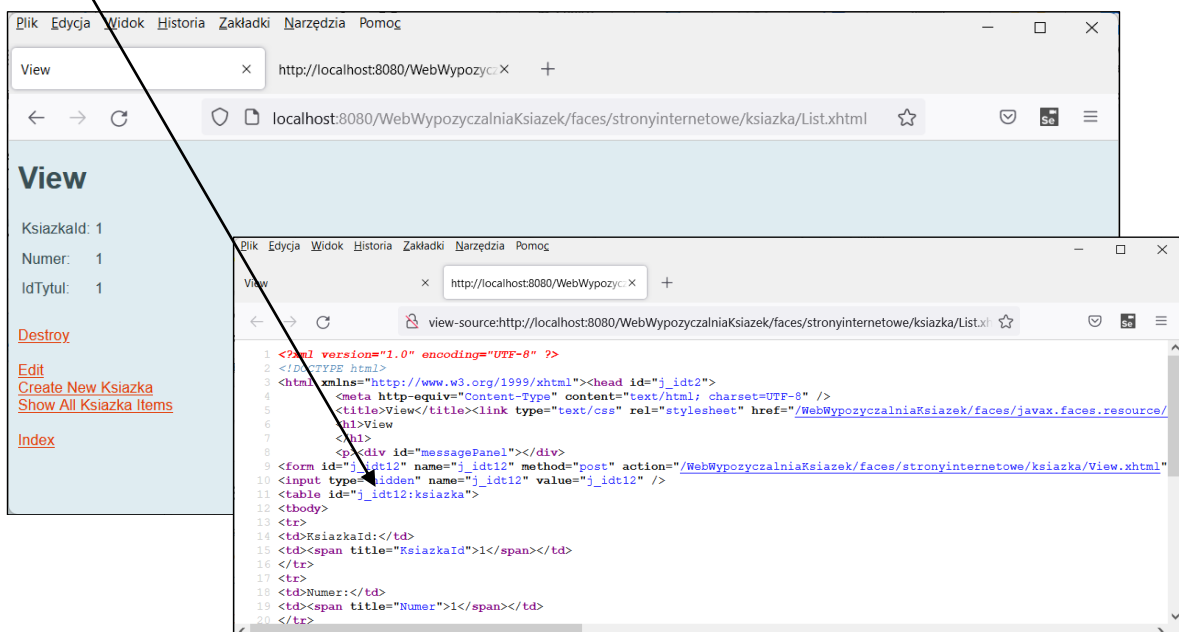 Plik Edycja Widok Historia Zakładki Narzędzia Pomoc
View http://localhost:8080/WebWypozycz
localhost:8080/WebWypozyczalniaKsiazek/faces/stronyinternetowe/ksiazka/List.xhtml
Se
View
KsiazkaId: 1
Numer: 1
IdTytul: 1
Destroy
Edit
Create New Ksiazka
Show All Ksiazka Items
Index
Plik Edycja Widok Historia Zakładki Narzędzia Pomoc
View http://localhost:8080/WebWypozycz
view-source:http://localhost:8080/WebWypozyczalniaKsiazek/faces/stronyinternetowe/ksiazka/List.xh
Se
1 <?xml version="1.0" encoding="UTF-8" ?>
2 <!DOCTYPE html>
3 <html xmlns="http://www.w3.org/1999/xhtml"><head id="j_idt2">
4 <meta http-equiv="Content-Type" content="text/html; charset=UTF-8" />
5 <title>View</title><link type="text/css" rel="stylesheet" href="/WebWypozyczalniaKsiazek/faces/javax.faces.resource/
6 <h1>View
7 </h1>
8 <p><div id="messagePanel"></div>
9 <form id="j_idt12" name="j_idt12" method="post" action="/WebWypozyczalniaKsiazek/faces/stronyinternetowe/ksiazka/View.xhtml"
10 <input type="hidden" name="j_idt12" value="j_idt12" />
11 <table id="j_idt12:ksiazka">
12 <tbody>
13 <tr>
14 <td>KsiazkaId:</td>
15 <td><span title="KsiazkaId">1</span></td>
16 </tr>
17 <tr>
18 <td>Numer:</td>
19 <td><span title="Numer">1</span></td>
20 </tr>